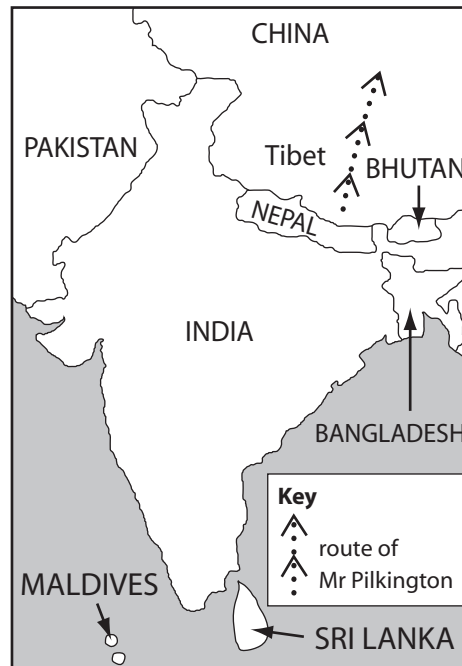 CHINA
PAKISTAN
Tibet
BHUTAN
NEPAL
INDIA
BANGLADESH
Key
route of
Mr Pilkington
MALDIVES
SRI LANKA